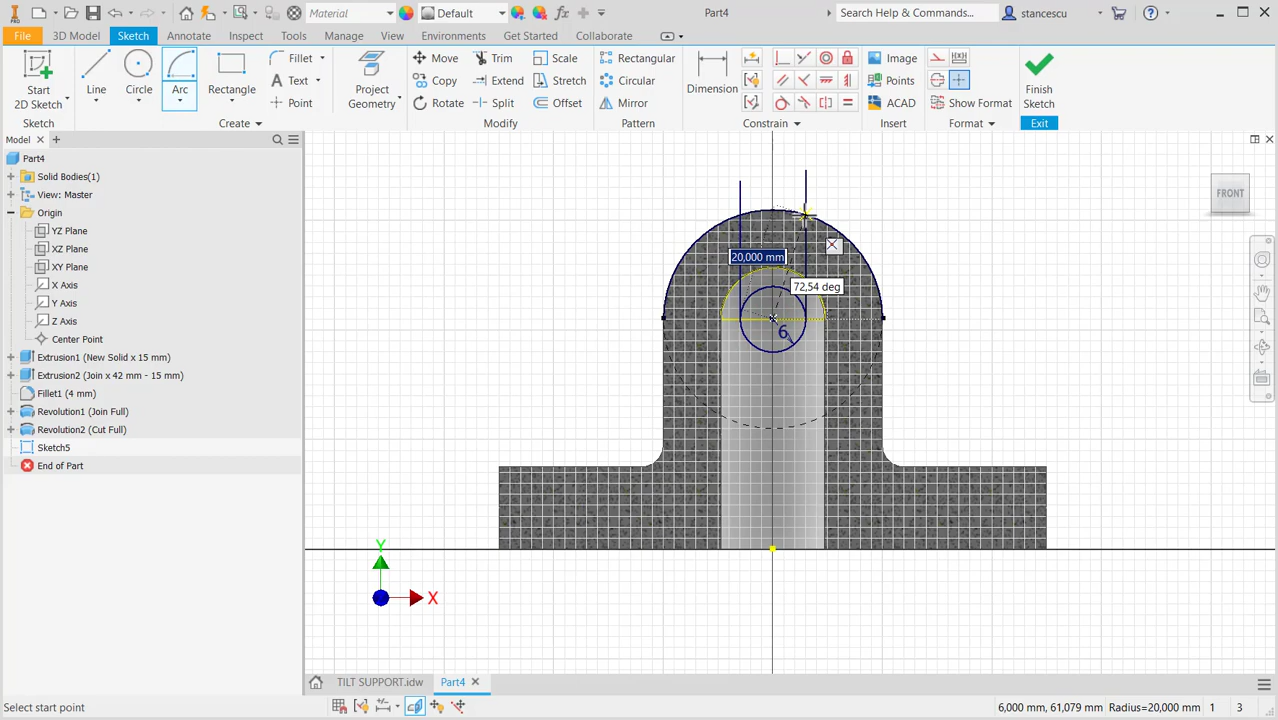 Material
Default
Part4
Search Help & Commands...
stancescu
File
3D Model
Sketch
Annotate
Inspect
Tools
Manage
View
Environments
Get Started
Collaborate
Start
2D Sketch
Sketch
Line
Circle
Arc
Rectangle
Fillet
Text
Point
Create
Project
Geometry
Move
Copy
Rotate
Trim
Extend
Split
Scale
Stretch
Offset
Modify
Rectangular
Circular
Mirror
Pattern
Dimension
Constrain
Image
Points
ACAD
Insert
Show Format
Format
Finish
Sketch
Exit
Model
Part4
Solid Bodies(1)
View: Master
Origin
YZ Plane
XZ Plane
XY Plane
X Axis
Y Axis
Z Axis
Center Point
Extrusion1 (New Solid x 15 mm)
Extrusion2 (Join x 42 mm - 15 mm)
Fillet1 (4 mm)
Revolution1 (Join Full)
Revolution2 (Cut Full)
Sketch5
End of Part
FRONT
20,000 mm
72,54 deg
6
Y
X
TILT SUPPORT.idw
Part4
Select start point
6,000 mm, 61,079 mm
Radius=20,000 mm
1
3